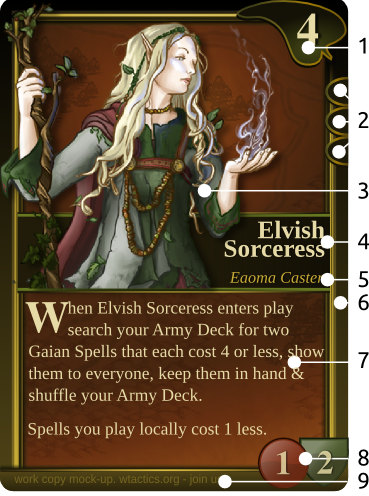 4
1
2
3
Elvish
Sorceress
4
Eaoma Caster
5
6
When Elvish Sorceress enters play
search your Army Deck for two
Gaian Spells that each cost 4 or less, show
them to everyone, keep them in hand &
shuffle your Army Deck.
7
Spells you play locally cost 1 less.
1
2
8
work copy mock-up. wtactics.org - join
9